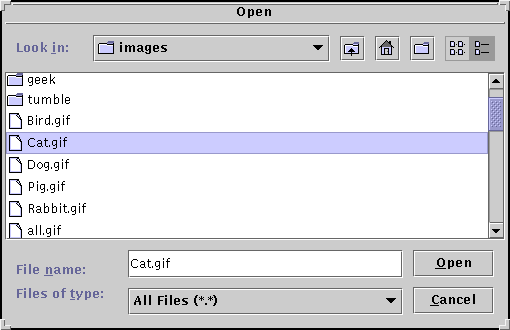 Open
Look in: images
geek
tumble
Bird.gif
Cat.gif
Dog.gif
Pig.gif
Rabbit.gif
all.gif
File name: Cat.gif Open
Files of type: All Files (*.*) Cancel